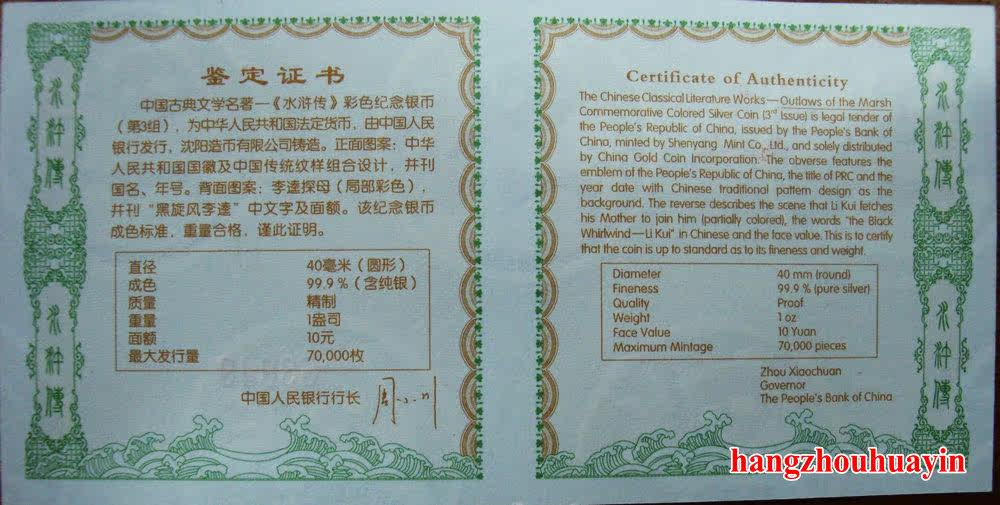 水浒傳
水浒傳
鉴定证书
中国古典文学名著—《水浒传》彩色纪念银币
（第3组），为中华人民共和国法定货币，由中国人民
银行发行，沈阳造币有限公司铸造。正面图案：中华
人民共和国国徽及中国传统纹样组合设计，并刊
国名、年号。背面图案：李逵探母（局部彩色），
并刊“黑旋风李逵”中文字及面额。该纪念银币
成色标准，重量合格，谨此证明。
直径 40毫米（圆形）
成色 99.9％（含纯银）
质量 精制
重量 1盎司
面额 10元
最大发行量 70,000枚
中国人民银行行长 周小川
Certificate of Authenticity
The Chinese Classical Literature Works—Outlaws of the Marsh
Commemorative Colored Silver Coin (3rd Issue) is legal tender of
the People's Republic of China, issued by the People's Bank of
China, minted by Shenyang Mint Co., Ltd., and solely distributed
by China Gold Coin Incorporation. The obverse features the
emblem of the People's Republic of China, the title of PRC and the
year date with Chinese traditional pattern design as the
background. The reverse describes the scene that Li Kui fetches
his Mother to join him (partially colored), the words "the Black
Whirlwind—Li Kui" in Chinese and the face value. This is to certify
that the coin is up to standard as to its fineness and weight.
Diameter 40 mm (round)
Fineness 99.9 % (pure silver)
Quality Proof
Weight 1 oz
Face Value 10 Yuan
Maximum Mintage 70,000 pieces
Zhou Xiaochuan
Governor
The People's Bank of China
水浒傳
水浒傳
hangzhouhuayin